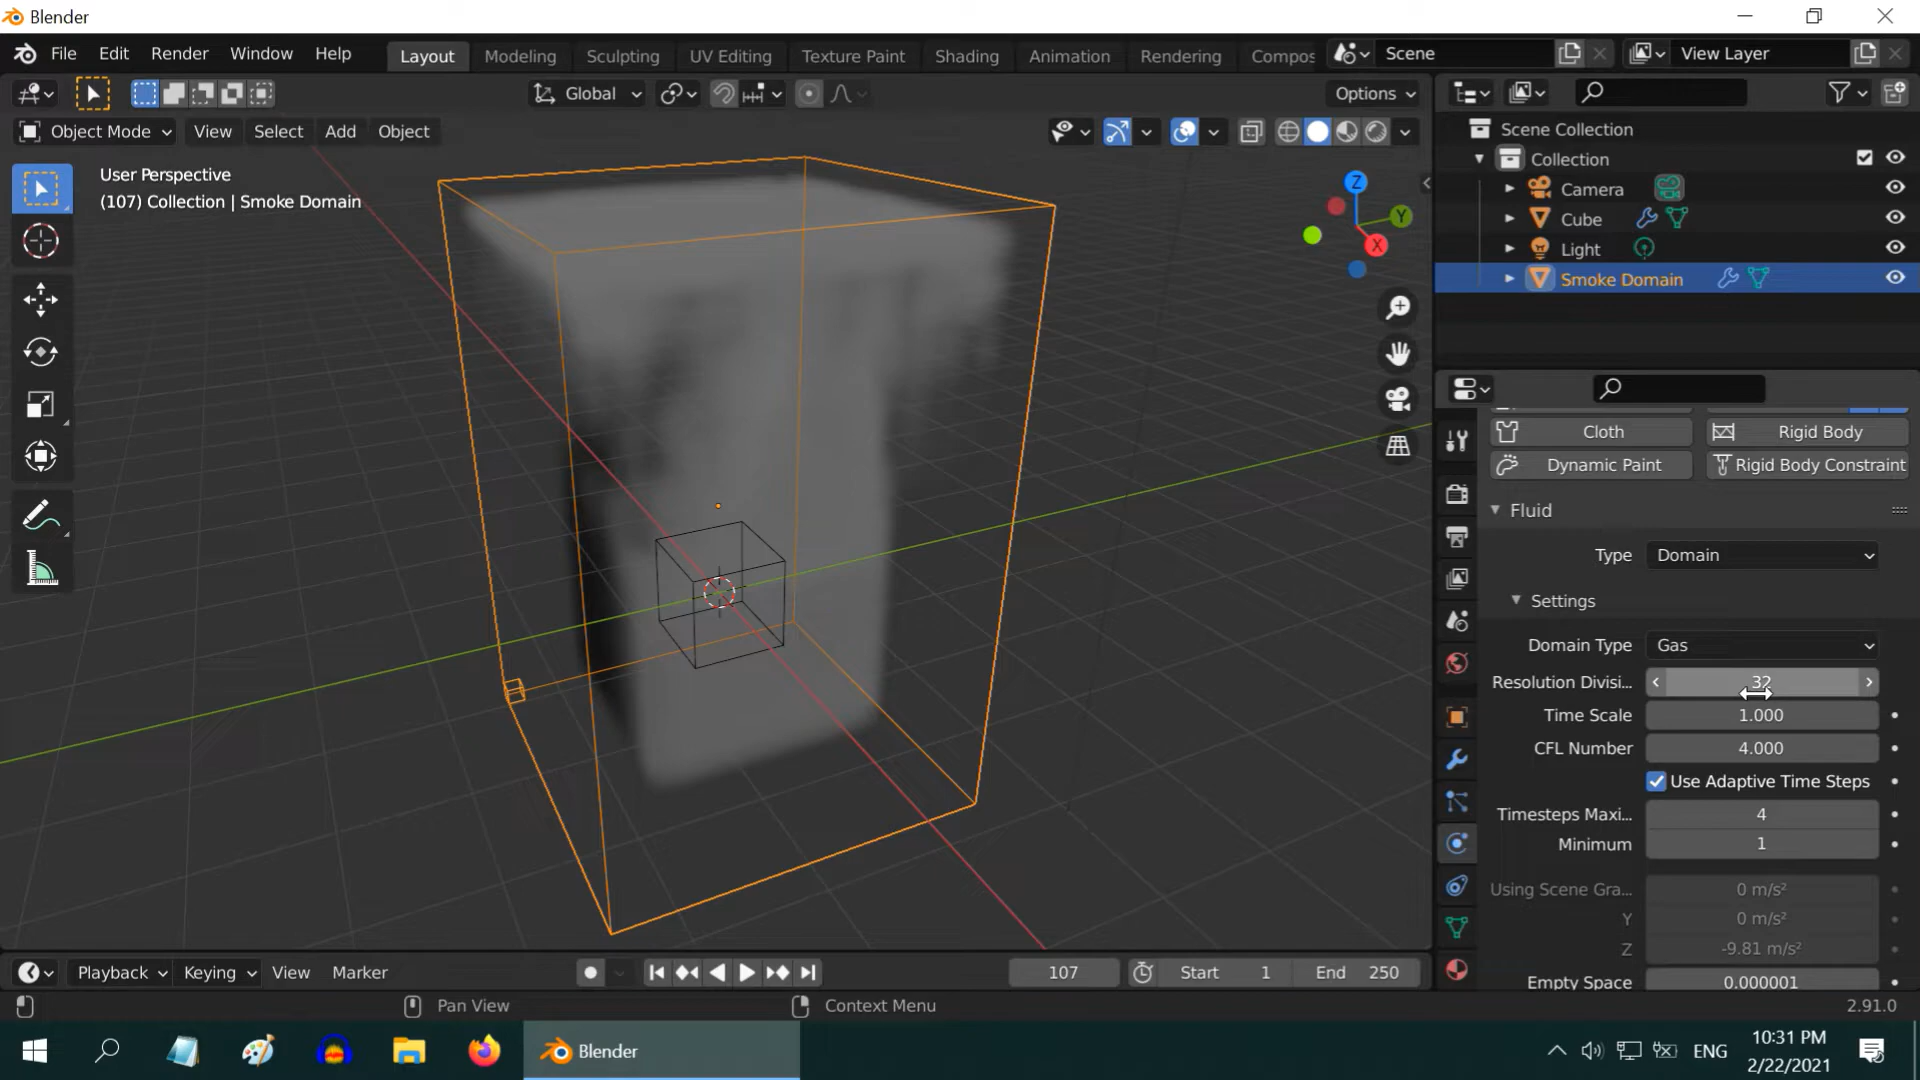 Blender
File Edit Render Window Help
Layout Modeling Sculpting UV Editing Texture Paint Shading Animation Rendering Compos
Scene
View Layer
Global
Options
Object Mode View Select Add Object
User Perspective
(107) Collection | Smoke Domain
Z
Y
X
Scene Collection
Collection
Camera
Cube
Light
Smoke Domain
Cloth Rigid Body
Dynamic Paint Rigid Body Constraint
Fluid
Type Domain
Settings
Domain Type Gas
Resolution Divisi... 32
Time Scale 1.000
CFL Number 4.000
Use Adaptive Time Steps
Timesteps Maxi... 4
Minimum 1
Using Scene Gra... 0 m/s²
Y 0 m/s²
Z -9.81 m/s²
Empty Space 0.000001
Playback Keying View Marker
107 Start 1 End 250
Pan View Context Menu 2.91.0
Blender
ENG
10:31 PM
2/22/2021